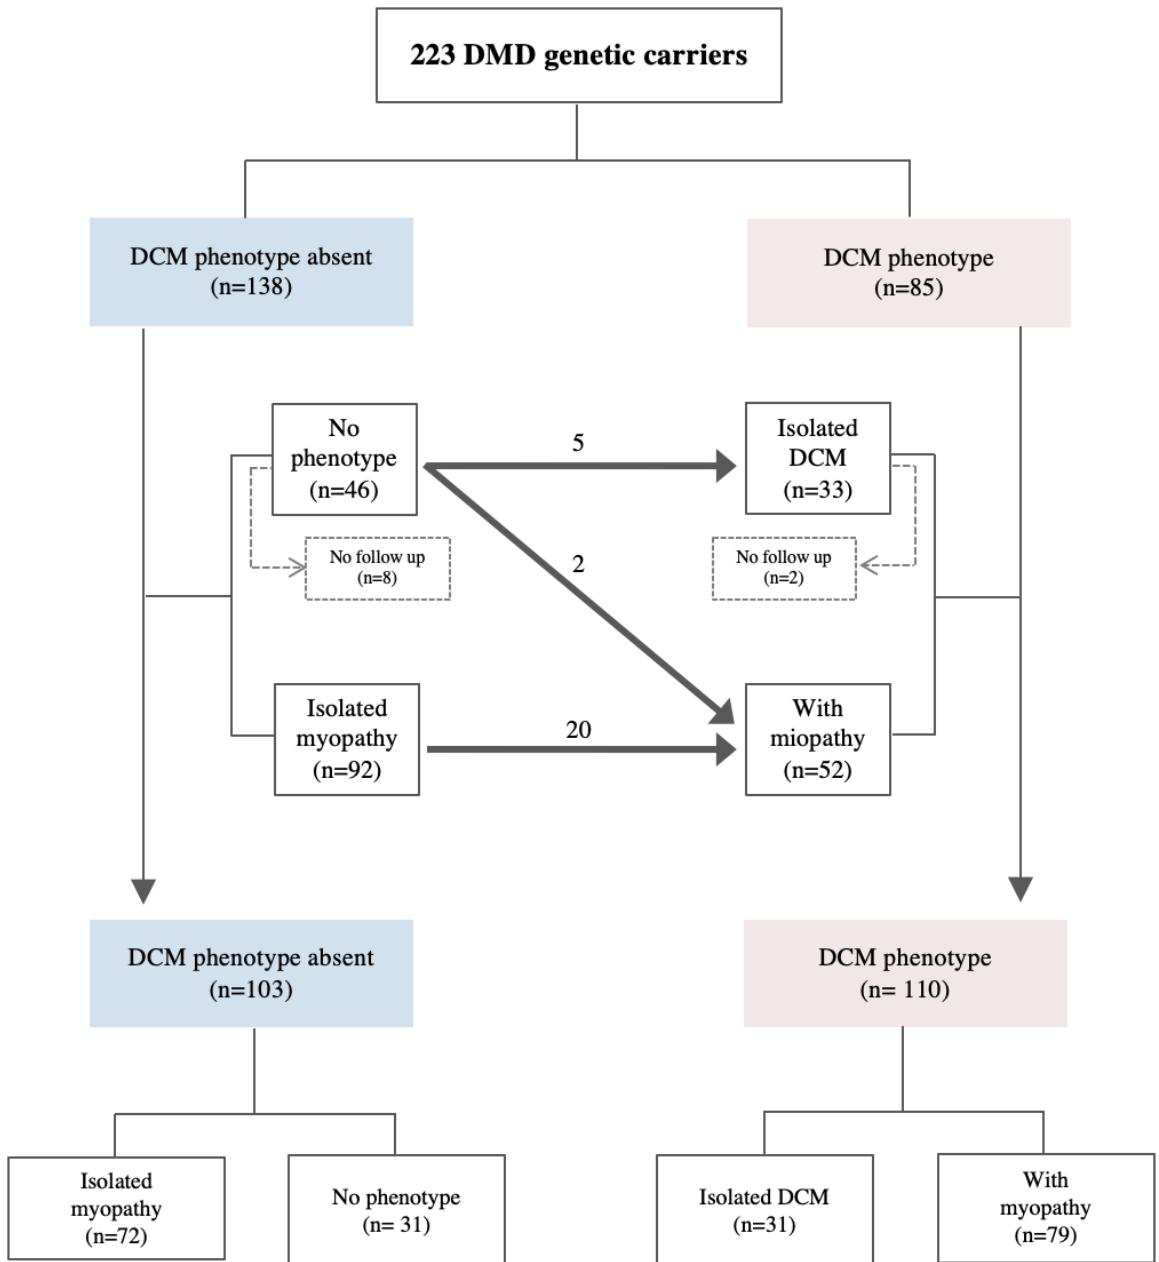 223 DMD genetic carriers
DCM phenotype absent
(n=138)
DCM phenotype
(n=85)
No
phenotype
(n=46)
5
Isolated
DCM
(n=33)
No follow up
(n=8)
2
No follow up
(n=2)
Isolated
myopathy
(n=92)
20
With
miopathy
(n=52)
DCM phenotype absent
(n=103)
DCM phenotype
(n= 110)
Isolated
myopathy
(n=72)
No phenotype
(n= 31)
Isolated DCM
(n=31)
With
myopathy
(n=79)